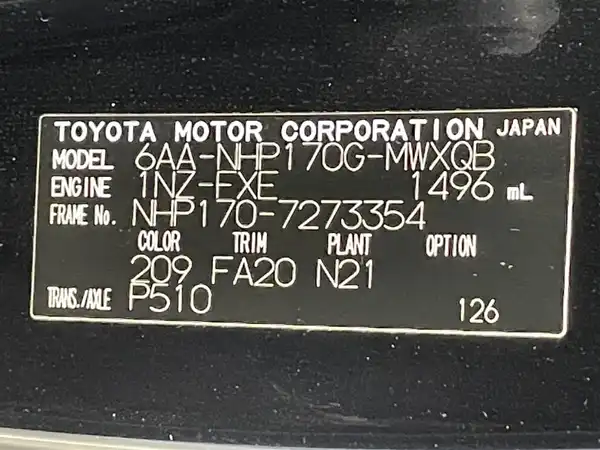 TOYOTA MOTOR CORPORATION JAPAN
MODEL 6AA-NHP170G-MWXQB
ENGINE 1NZ-FXE 1496 mL
FRAME No. NHP170-7273354
COLOR TRIM PLANT OPTION
209 FA20 N21
TRANS./AXLE P510 126